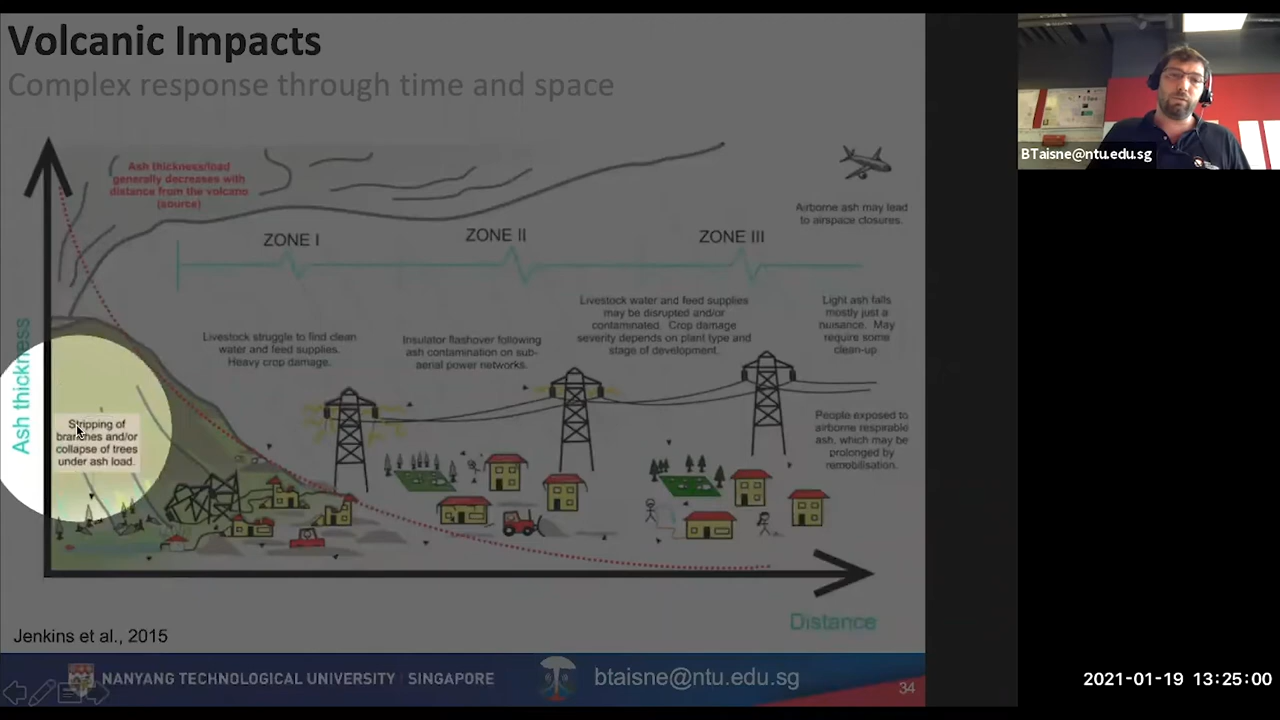 Volcanic Impacts
Complex response through time and space
BTaisne@ntu.edu.sg
Ash thickness/load
generally decreases with
distance from the volcano
(source)
Airborne ash may lead
to airspace closures.
ZONE I
ZONE II
ZONE III
Livestock struggle to find clean
water and feed supplies.
Heavy crop damage.
Insulator flashover following
ash contamination on sub-
aerial power networks.
Livestock water and feed supplies
may be disrupted and/or
contaminated. Crop damage
severity depends on plant type and
stage of development.
Light ash falls
mostly just a
nuisance. May
require some
clean-up
Ash thickness
Stripping of
branches and/or
collapse of trees
under ash load.
People exposed to
airborne respirable
ash, which may be
prolonged by
remobilisation.
Distance
Jenkins et al., 2015
NANYANG TECHNOLOGICAL UNIVERSITY SINGAPORE
btaisne@ntu.edu.sg
34
2021-01-19 13:25:00